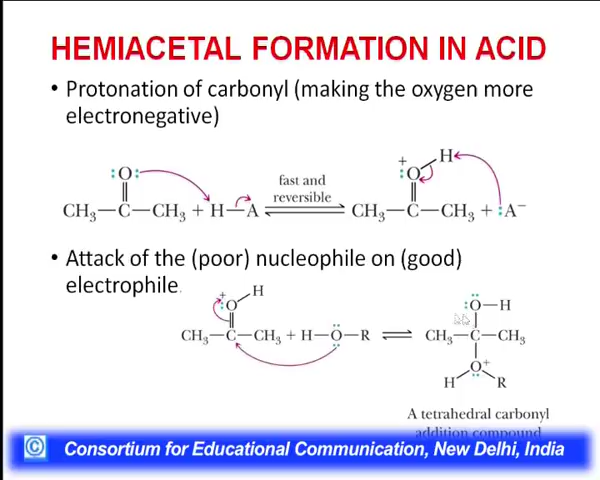 HEMIACETAL FORMATION IN ACID
• Protonation of carbonyl (making the oxygen more
electronegative)
:O:
CH₃—C—CH₃ + H—A
fast and
reversible
+
:O—H
CH₃—C—CH₃ + :A⁻
• Attack of the (poor) nucleophile on (good)
electrophile
+
:O—H
CH₃—C—CH₃ + H—Ö—R
:Ö—H
CH₃—C—CH₃
H—O⁺—R
A tetrahedral carbonyl
addition compound
© Consortium for Educational Communication, New Delhi, India